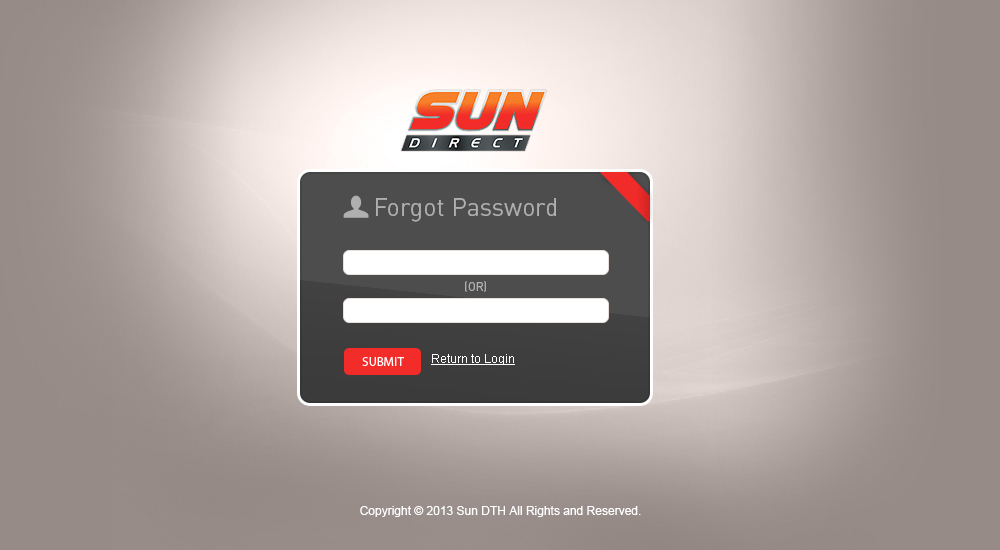 SUN
DIRECT
Forgot Password
(OR)
SUBMIT Return to Login
Copyright © 2013 Sun DTH All Rights and Reserved.